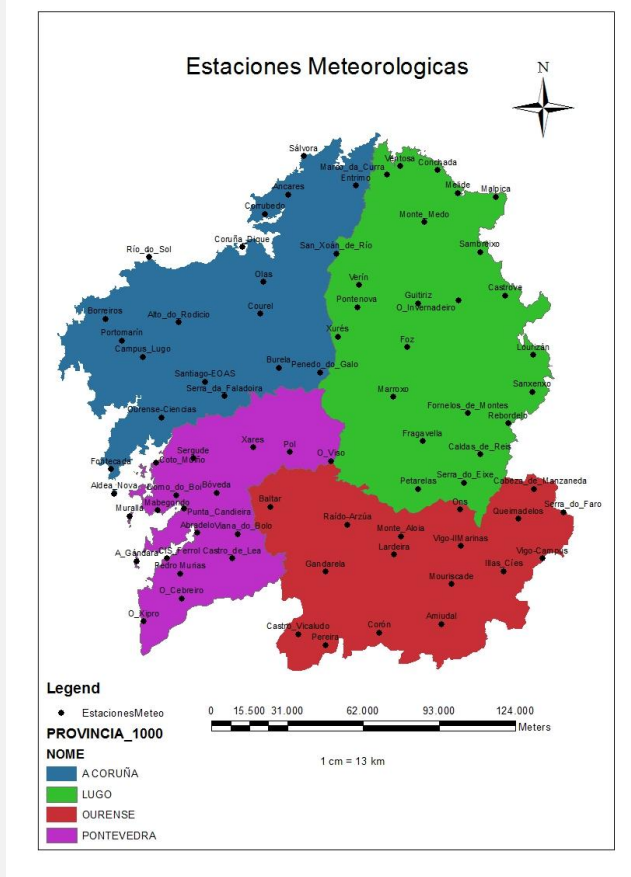 Estaciones Meteorologicas
N
Sálvora
Ventosa
Marco_da_Curra
Conchada
Entrimo
Melide
Ancares
Malpica
Corrubedo
Monte_Medo
Coruña_Dique
San_Xoán_de_Río
Sambreixo
Río_do_Sol
Olas
Verín
Castrove
Pontenova
Guitiriz
O_Invernadeiro
Borreiros
Alto_do_Rodicio
Courel
Xurés
Portomarín
Foz
Campus_Lugo
Lourizán
Burela
Penedo_do_Galo
Santiago-EOAS
Serra_da_Faladoira
Marroxo
Sanxenxo
Ourense-Ciencias
Fornelos_de_Montes
Rebordelo
Fragavella
Xares
Pol
Caldas_de_Reis
Sergude
O_Viso
Coto_Muíño
Fontecada
Serra_do_Eixe
Petarelas
Cabeza_de_Manzaneda
Aldea_Nova
Bóveda
Baltar
Ons
Mabegondo
Punta_Candieira
Serra_do_Faro
Muralla
Raído-Arzúa
Queimadelos
Abradelo
Viana_do_Bolo
Monte_Aloia
Vigo-IIMarinas
A_Gándara
CIS_Ferrol
Castro_de_Lea
Lardeira
Vigo-Campus
Pedro Murias
Gandarela
Illas_Cíes
Mouriscade
O_Cebreiro
O_Xipro
Amiudal
Castro_Vicaludo
Corón
Pereira
Legend
EstacionesMeteo
PROVINCIA_1000
NOME
A CORUÑA
LUGO
OURENSE
PONTEVEDRA
0 15.500 31.000 62.000 93.000 124.000
Meters
1 cm = 13 km